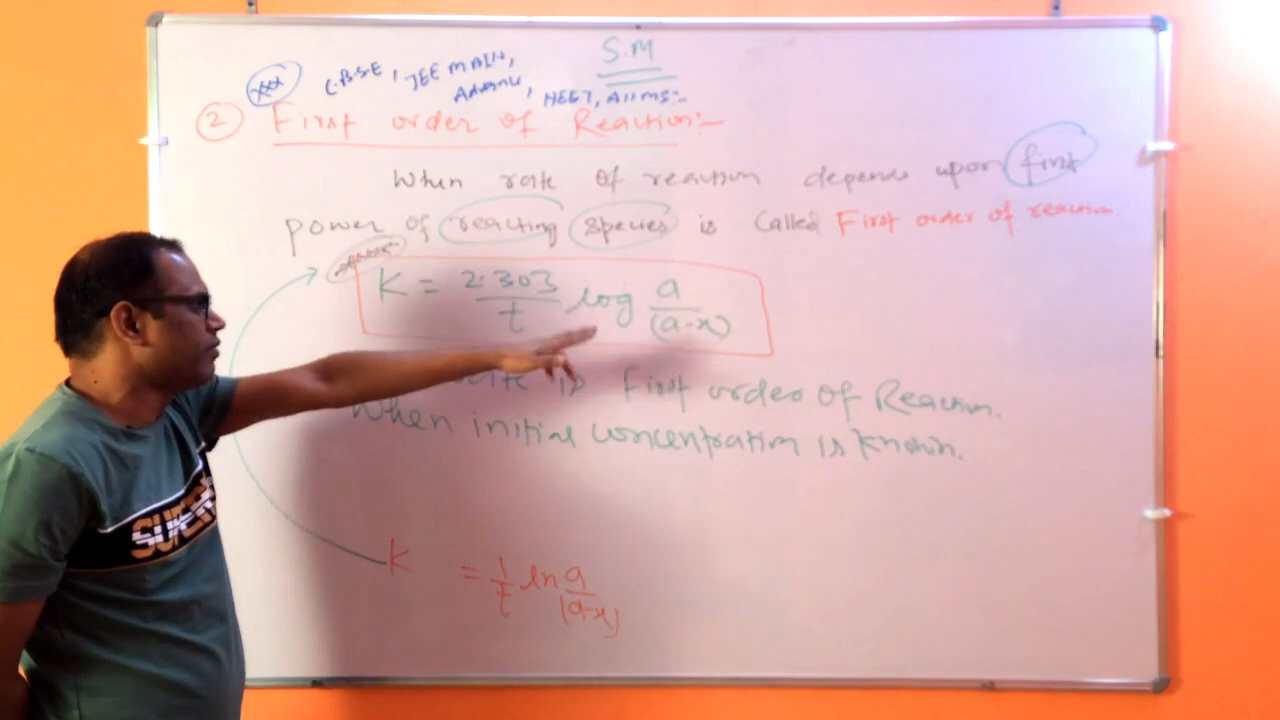 S.M
C.B.S.E, JEE MAIN,
Advance, NEET, AIIMS:-
② First order of Reaction:-
When rate of reaction depends upon first
power of reacting species is called First order of reaction.
K = 2.303/t log a/(a-x)
is First order of Reaction.
When initial concentration is known.
K = 1/t ln a/(a-x)
SUPER